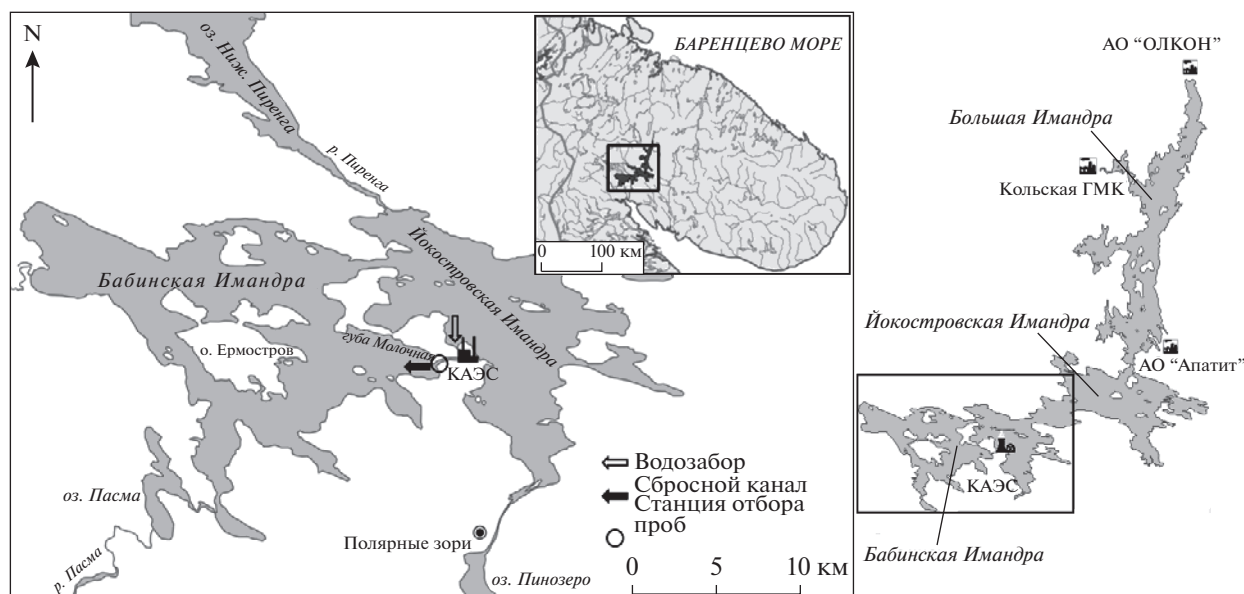 N
оз. Ниж. Пиренга
р. Пиренга
Бабинская Имандра
Йокостровская Имандра
о. Ермостров
губа Молочная
КАЭС
оз. Пасма
р. Пасма
Полярные зори
оз. Пинозеро
Водозабор
Сбросной канал
Станция отбора
проб
0 5 10 км
БАРЕНЦЕВО МОРЕ
0 100 км
АО “ОЛКОН”
Большая Имандра
Кольская ГМК
Йокостровская Имандра
АО “Апатит”
КАЭС
Бабинская Имандра